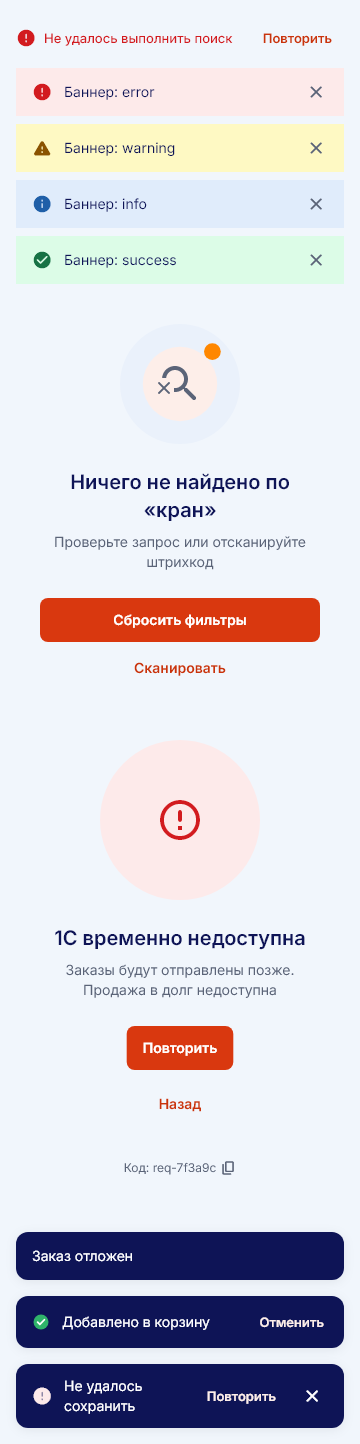 Не удалось выполнить поиск Повторить
Баннер: error
Баннер: warning
Баннер: info
Баннер: success
Ничего не найдено по
«кран»
Проверьте запрос или отсканируйте
штрихкод
Сбросить фильтры
Сканировать
1С временно недоступна
Заказы будут отправлены позже.
Продажа в долг недоступна
Повторить
Назад
Код: req-7f3a9c
Заказ отложен
Добавлено в корзину Отменить
Не удалось
сохранить Повторить